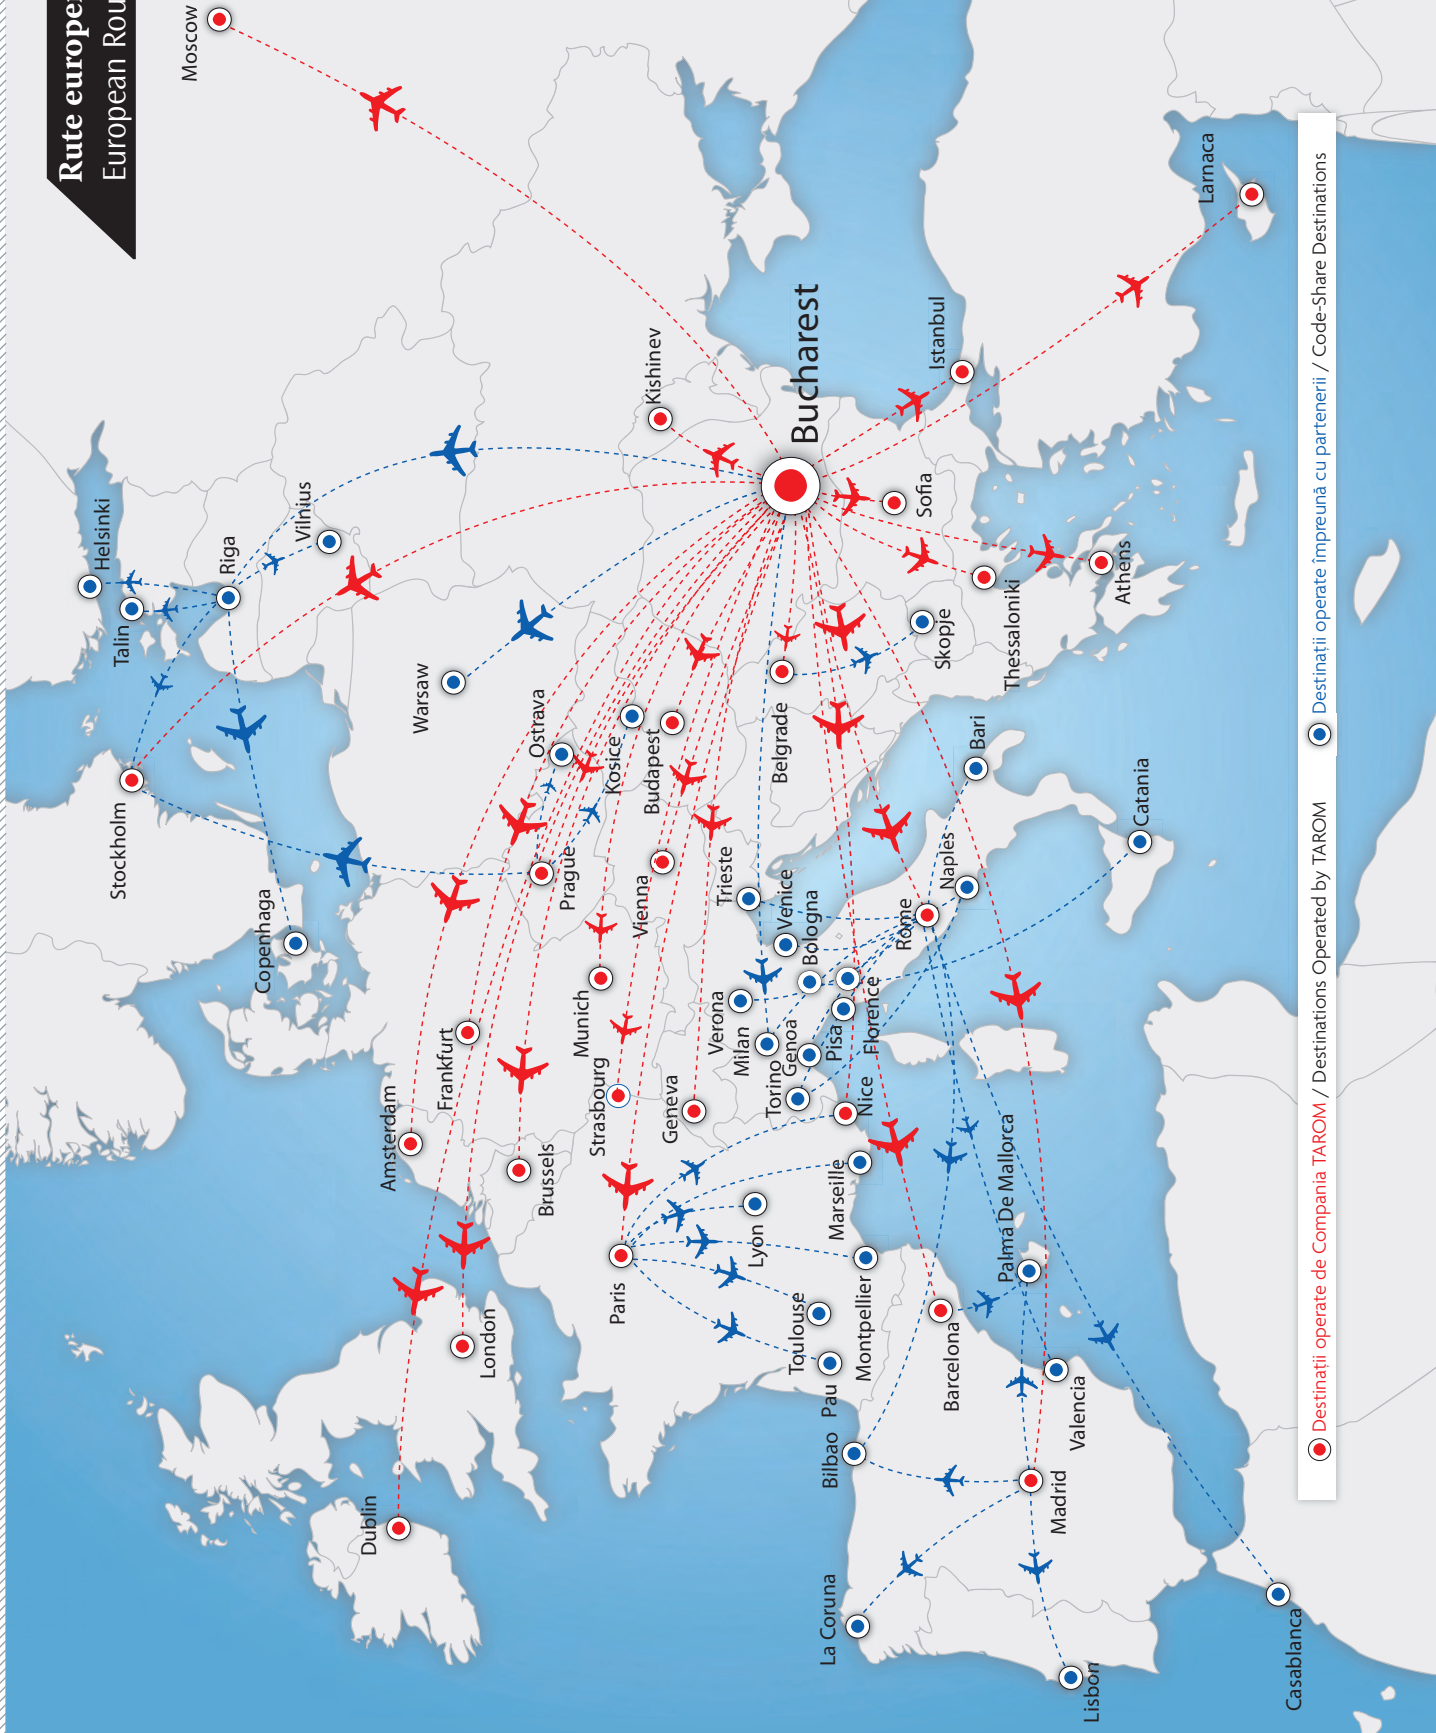 Rute europe
European Rou
Moscow
Helsinki
Talin
Riga
Vilnius
Stockholm
Copenhaga
Warsaw
Kishinev
Bucharest
Istanbul
Larnaca
Sofia
Athens
Thessaloniki
Skopje
Belgrade
Ostrava
Kosice
Budapest
Prague
Vienna
Munich
Strasbourg
Frankfurt
Amsterdam
Brussels
London
Dublin
Paris
Geneva
Trieste
Venice
Bologna
Verona
Milan
Torino
Genoa
Pisa
Florence
Nice
Rome
Naples
Bari
Catania
Lyon
Marseille
Montpellier
Toulouse
Pau
Bilbao
Barcelona
Palma De Mallorca
Valencia
Madrid
La Coruna
Lisbon
Casablanca
Destinații operate de Compania TAROM / Destinations Operated by TAROM
Destinații operate împreună cu partenerii / Code-Share Destinations